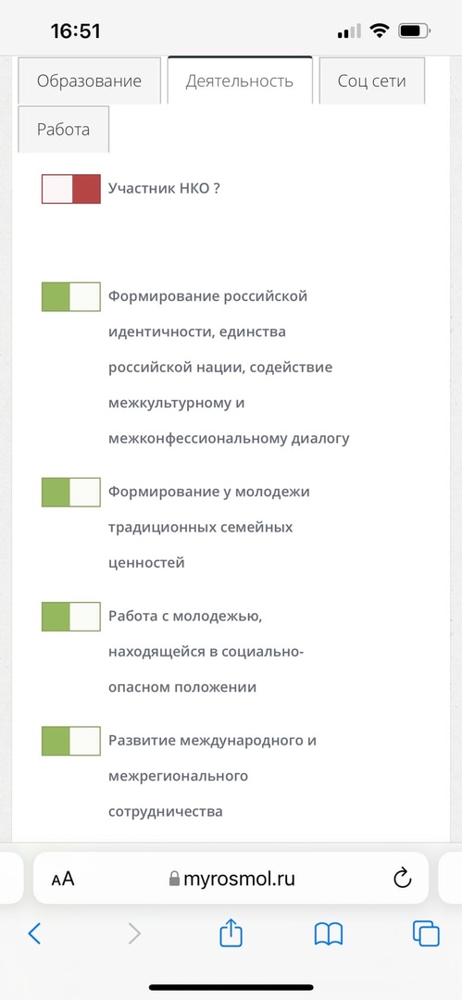 16:51
Образование
Деятельность
Соц сети
Работа
Участник НКО ?
Формирование российской
идентичности, единства
российской нации, содействие
межкультурному и
межконфессиональному диалогу
Формирование у молодежи
традиционных семейных
ценностей
Работа с молодежью,
находящейся в социально-
опасном положении
Развитие международного и
межрегионального
сотрудничества
AA
myrosmol.ru